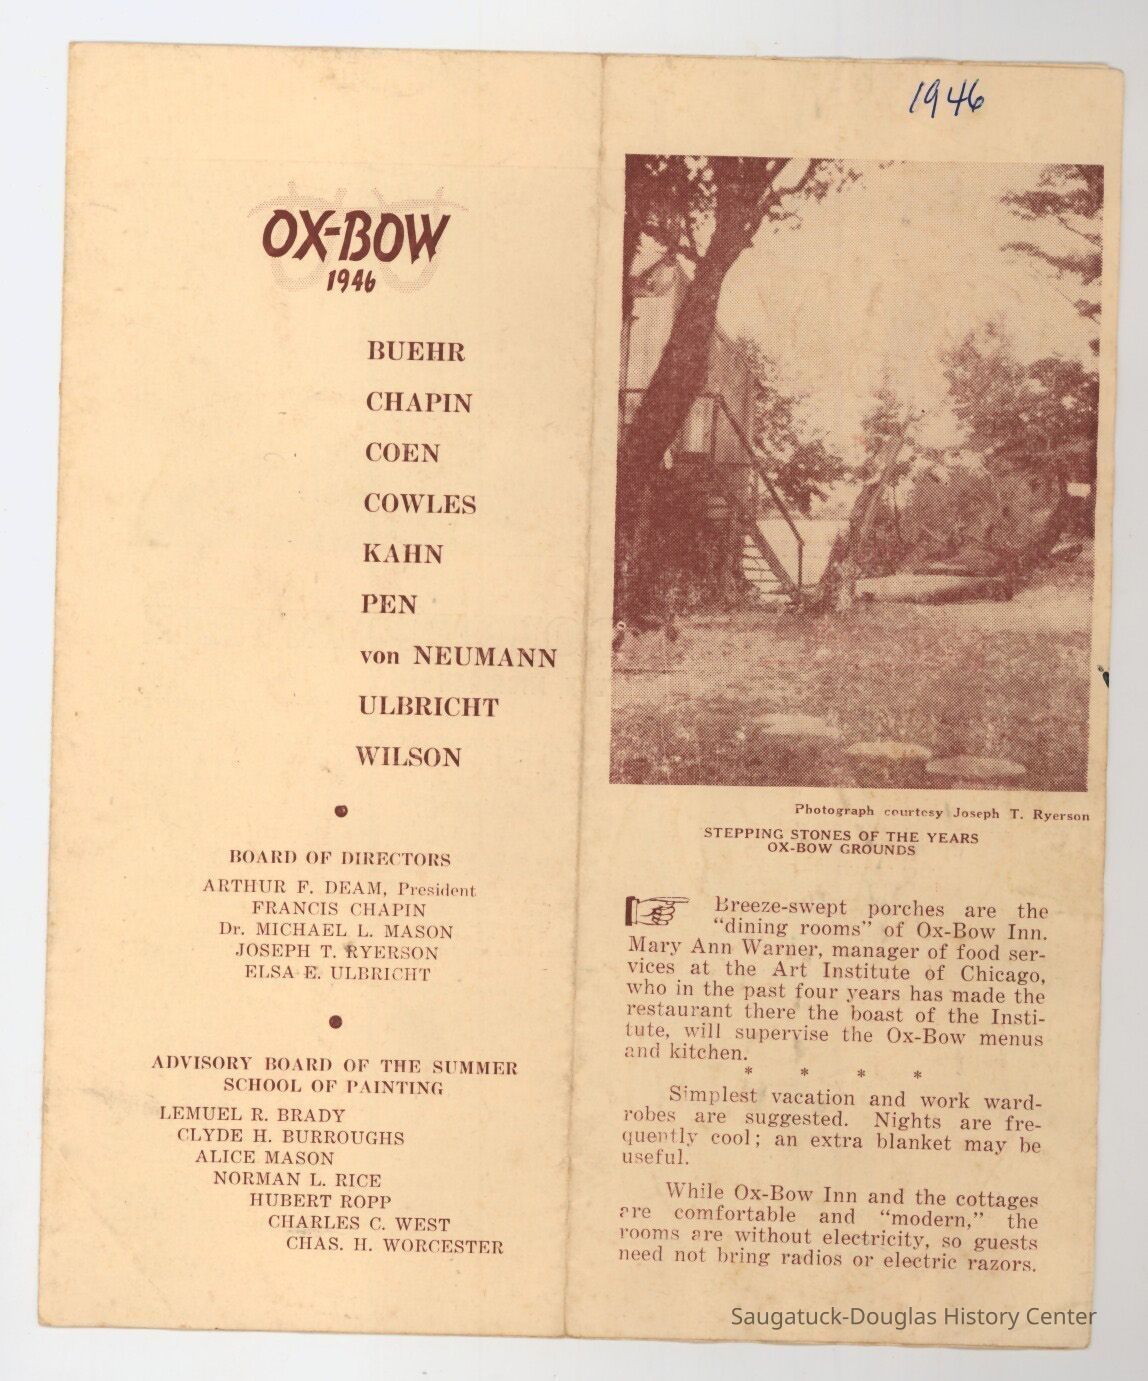 OX-BOW
1946
BUEHR
CHAPIN
COEN
COWLES
KAHN
PEN
von NEUMANN
ULBRICHT
WILSON
BOARD OF DIRECTORS
ARTHUR F. DEAM, President
FRANCIS CHAPIN
Dr. MICHAEL L. MASON
JOSEPH T. RYERSON
ELSA E. ULBRICHT
ADVISORY BOARD OF THE SUMMER
SCHOOL OF PAINTING
LEMUEL R. BRADY
CLYDE H. BURROUGHS
ALICE MASON
NORMAN L. RICE
HUBERT ROPP
CHARLES C. WEST
CHAS. H. WORCESTER
1946
Photograph courtesy Joseph T. Ryerson
STEPPING STONES OF THE YEARS
OX-BOW GROUNDS
Breeze-swept porches are the
“dining rooms” of Ox-Bow Inn.
Mary Ann Warner, manager of food ser-
vices at the Art Institute of Chicago,
who in the past four years has made the
restaurant there the boast of the Insti-
tute, will supervise the Ox-Bow menus
and kitchen.
* * * *
Simplest vacation and work ward-
robes are suggested. Nights are fre-
quently cool; an extra blanket may be
useful.
While Ox-Bow Inn and the cottages
are comfortable and “modern,” the
rooms are without electricity, so guests
need not bring radios or electric razors.
Saugatuck-Douglas History Center